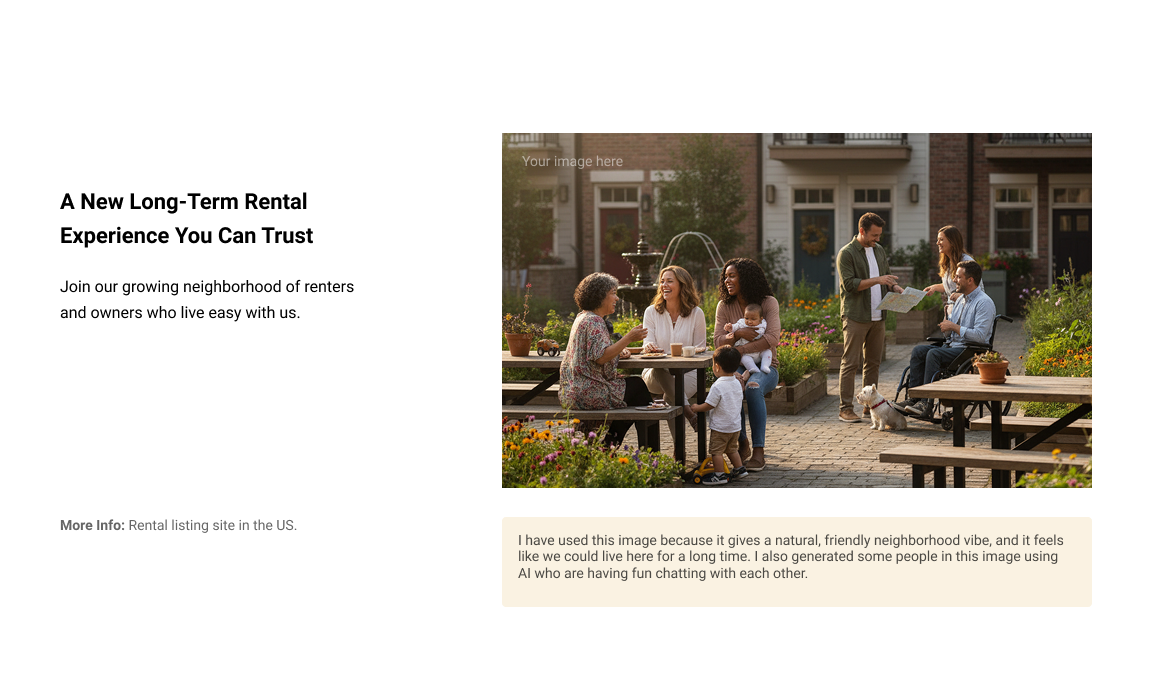 A New Long-Term Rental
Experience You Can Trust
Join our growing neighborhood of renters
and owners who live easy with us.
More Info: Rental listing site in the US.
Your image here
I have used this image because it gives a natural, friendly neighborhood vibe, and it feels
like we could live here for a long time. I also generated some people in this image using
AI who are having fun chatting with each other.